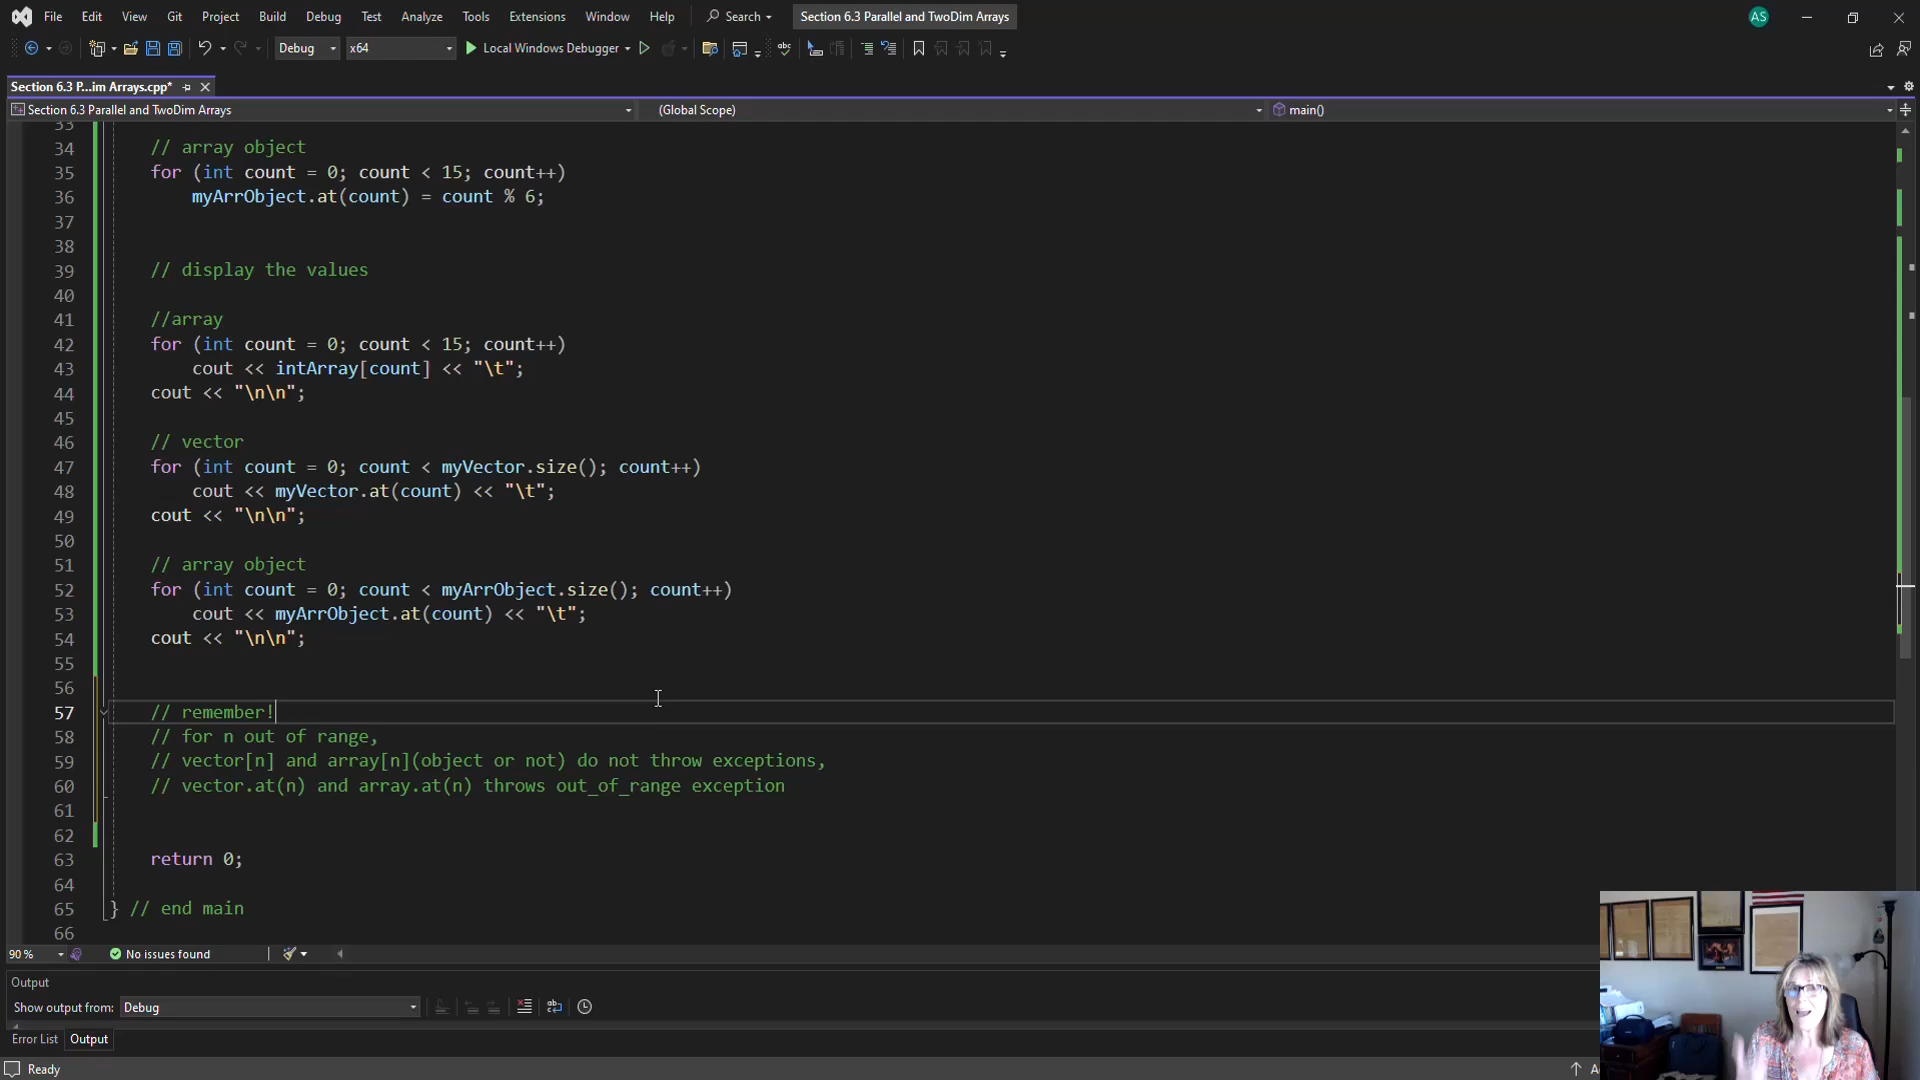 File Edit View Git Project Build Debug Test Analyze Tools Extensions Window Help Search Section 6.3 Parallel and TwoDim Arrays AS
Debug x64 Local Windows Debugger
Section 6.3 P...im Arrays.cpp*
Section 6.3 Parallel and TwoDim Arrays (Global Scope) main()
33
34 // array object
35 for (int count = 0; count < 15; count++)
36 myArrObject.at(count) = count % 6;
37
38
39 // display the values
40
41 //array
42 for (int count = 0; count < 15; count++)
43 cout << intArray[count] << "\t";
44 cout << "\n\n";
45
46 // vector
47 for (int count = 0; count < myVector.size(); count++)
48 cout << myVector.at(count) << "\t";
49 cout << "\n\n";
50
51 // array object
52 for (int count = 0; count < myArrObject.size(); count++)
53 cout << myArrObject.at(count) << "\t";
54 cout << "\n\n";
55
56
57 // remember!
58 // for n out of range,
59 // vector[n] and array[n](object or not) do not throw exceptions,
60 // vector.at(n) and array.at(n) throws out_of_range exception
61
62
63 return 0;
64
65 } // end main
66
90 % No issues found
Output
Show output from: Debug
Error List Output
Ready